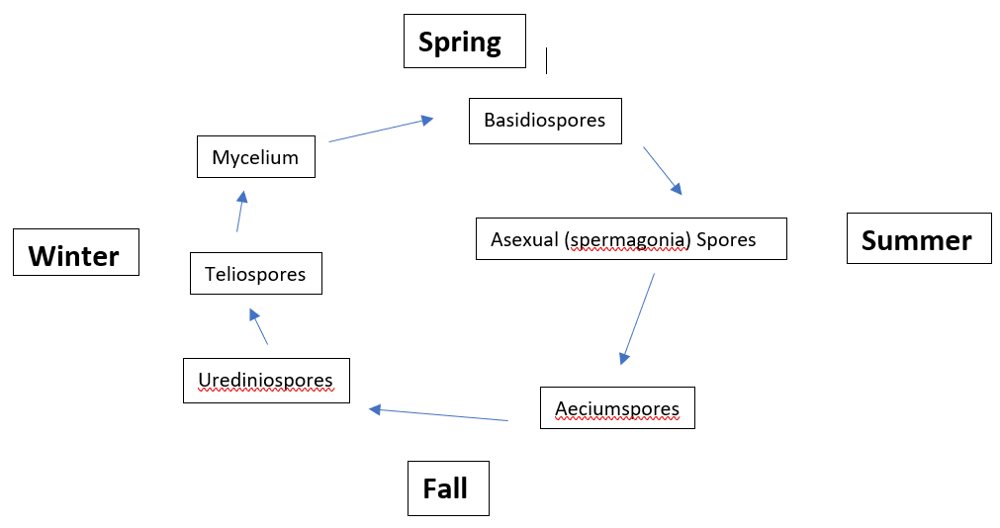 Spring
Basidiospores
Mycelium
Asexual (spermagonia) Spores
Summer
Winter
Teliospores
Urediniospores
Aeciumspores
Fall